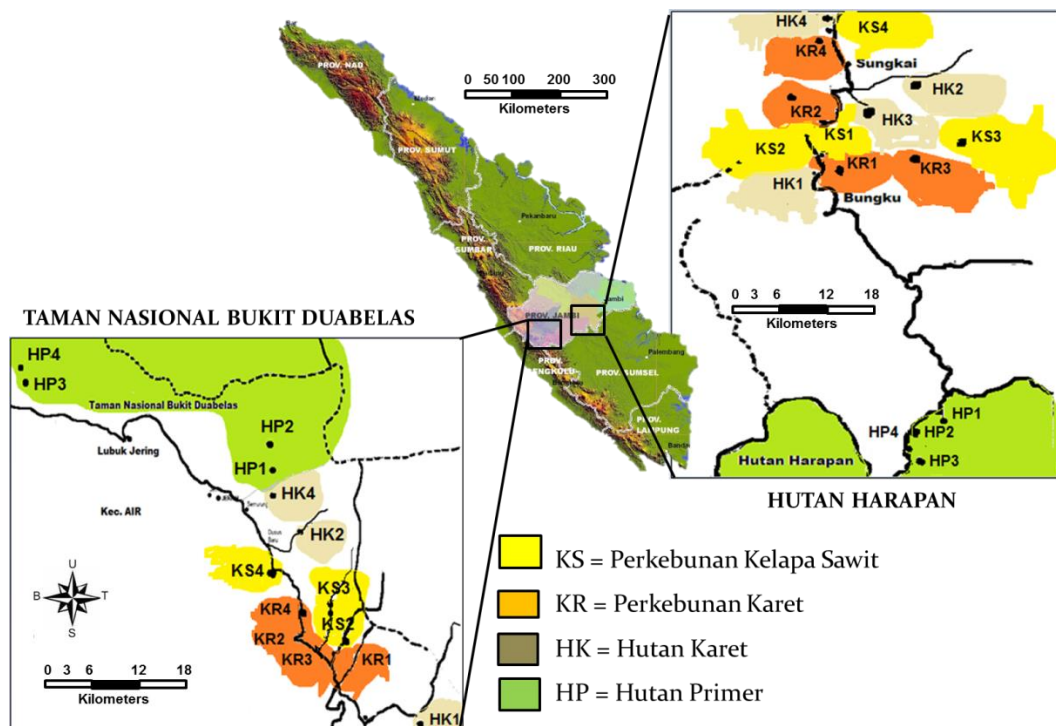 PROV. NAD
Medan
PROV. SUMUT
Pekanbaru
PROV. RIAU
PROV.
SUMBAR
Jambi
PROV. JAMBI
Palembang
PROV. SUMSEL
PROV.
LAMPUNG
0 50 100 200 300
Kilometers
HK4
KS4
KR4
Sungkai
HK2
KR2
HK3
KS1
KS3
KS2
KR1
KR3
HK1
Bungku
0 3 6 12 18
Kilometers
HP1
HP4
HP2
HP3
Hutan Harapan
HUTAN HARAPAN
TAMAN NASIONAL BUKIT DUABELAS
HP4
HP3
Taman Nasional Bukit Duabelas
HP2
Lubuk Jering
HP1
HK4
Kec. AIR
HK2
KS4
KS3
KR4
KS2
KR2
KR3
KR1
HK1
U
B
T
S
0 3 6 12 18
Kilometers
KS = Perkebunan Kelapa Sawit
KR = Perkebunan Karet
HK = Hutan Karet
HP = Hutan Primer